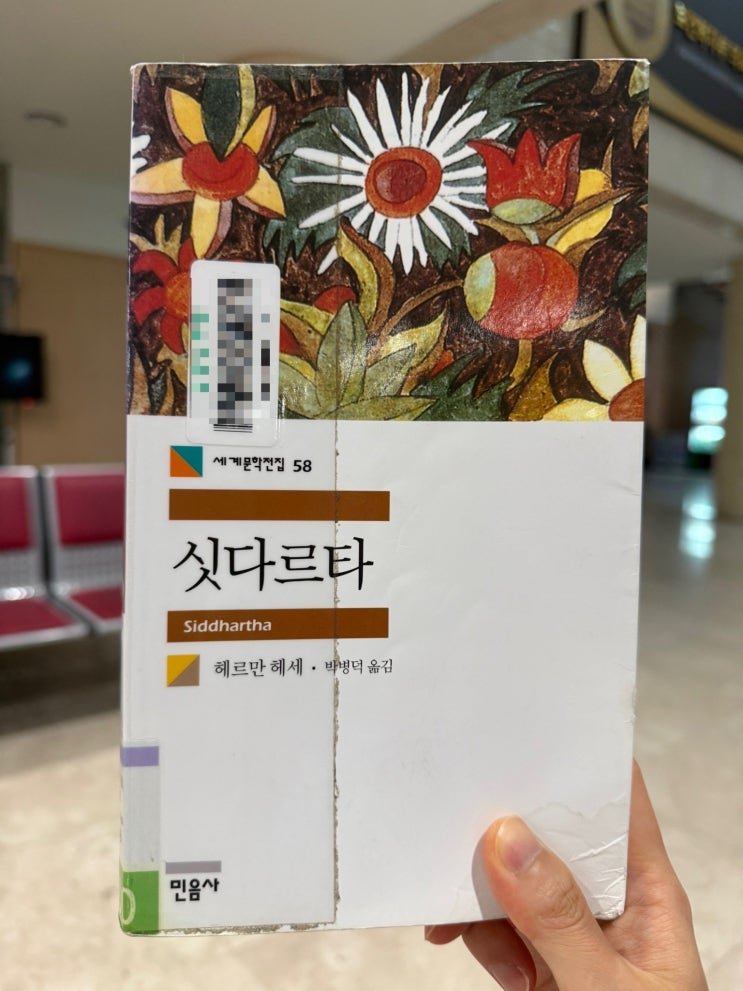 세계문학전집 58
싯다르타
Siddhartha
헤르만 헤세 · 박병덕 옮김
민음사